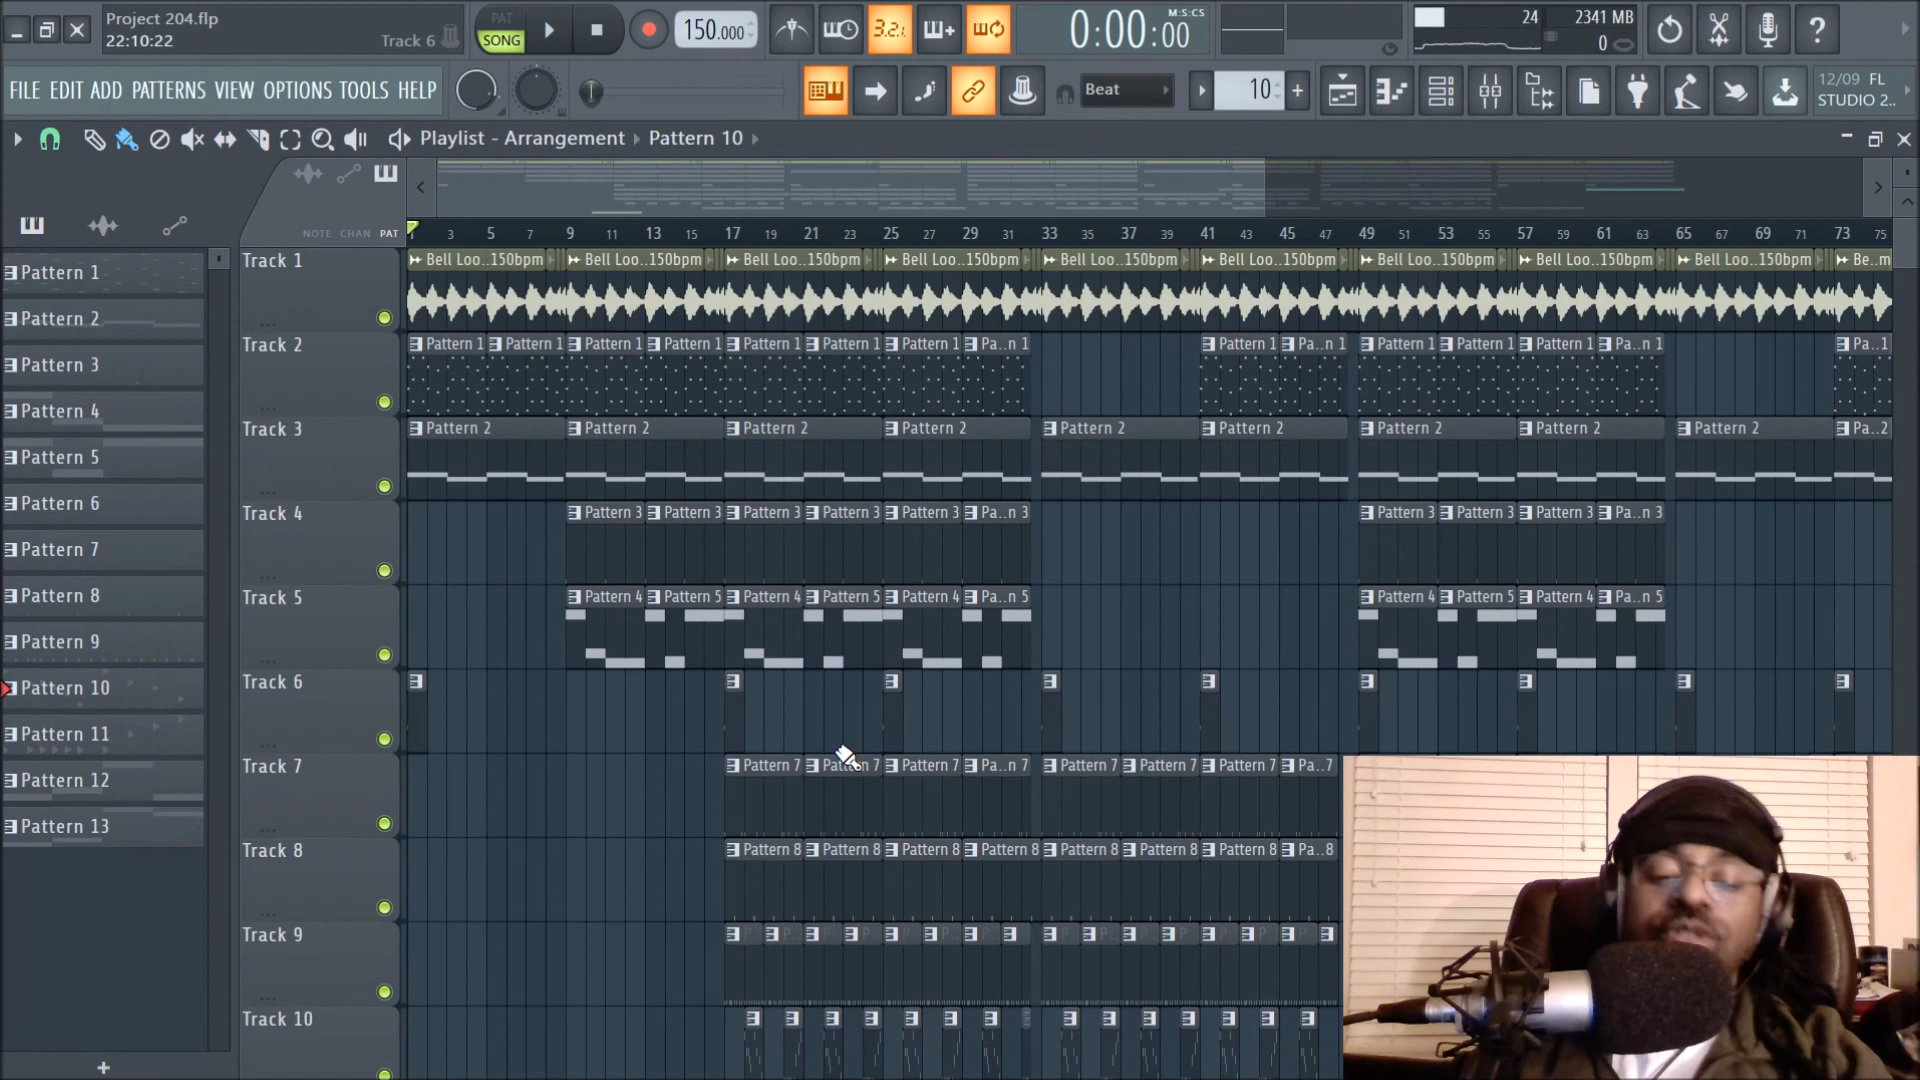 Project 204.flp
22:10:22
Track 6
PAT
SONG
150.000
3.2.
0:00:00
M:S:CS
24
2341 MB
0
?
FILE EDIT ADD PATTERNS VIEW OPTIONS TOOLS HELP
Beat
10
+
12/09 FL
STUDIO 2..
Playlist - Arrangement
Pattern 10
NOTE CHAN PAT
1 3 5 7 9 11 13 15 17 19 21 23 25 27 29 31 33 35 37 39 41 43 45 47 49 51 53 55 57 59 61 63 65 67 69 71 73 75
Pattern 1
Pattern 2
Pattern 3
Pattern 4
Pattern 5
Pattern 6
Pattern 7
Pattern 8
Pattern 9
Pattern 10
Pattern 11
Pattern 12
Pattern 13
+
Track 1
Bell Loo..150bpm Bell Loo..150bpm Bell Loo..150bpm Bell Loo..150bpm Bell Loo..150bpm Bell Loo..150bpm Bell Loo..150bpm Bell Loo..150bpm Bell Loo..150bpm Be..m
Track 2
Pattern 1 Pattern 1 Pattern 1 Pattern 1 Pattern 1 Pattern 1 Pattern 1 Pa..n 1 Pattern 1 Pa..n 1 Pattern 1 Pattern 1 Pattern 1 Pa..n 1 Pa..1
Track 3
Pattern 2 Pattern 2 Pattern 2 Pattern 2 Pattern 2 Pattern 2 Pattern 2 Pattern 2 Pattern 2 Pa..2
Track 4
Pattern 3 Pattern 3 Pattern 3 Pattern 3 Pattern 3 Pa..n 3 Pattern 3 Pattern 3 Pattern 3 Pa..n 3
Track 5
Pattern 4 Pattern 5 Pattern 4 Pattern 5 Pattern 4 Pa..n 5 Pattern 4 Pattern 5 Pattern 4 Pa..n 5
Track 6
Track 7
Pattern 7 Pattern 7 Pattern 7 Pa..n 7 Pattern 7 Pattern 7 Pattern 7 Pa..7
Track 8
Pattern 8 Pattern 8 Pattern 8 Pattern 8 Pattern 8 Pattern 8 Pattern 8 Pa..8
Track 9
Track 10